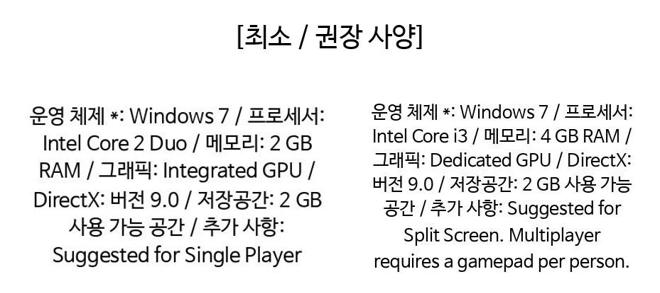 [최소 / 권장 사양]
운영 체제 *: Windows 7 / 프로세서:
Intel Core 2 Duo / 메모리: 2 GB
RAM / 그래픽: Integrated GPU /
DirectX: 버전 9.0 / 저장공간: 2 GB
사용 가능 공간 / 추가 사항:
Suggested for Single Player
운영 체제 *: Windows 7 / 프로세서:
Intel Core i3 / 메모리: 4 GB RAM /
그래픽: Dedicated GPU / DirectX:
버전 9.0 / 저장공간: 2 GB 사용 가능
공간 / 추가 사항: Suggested for
Split Screen. Multiplayer
requires a gamepad per person.